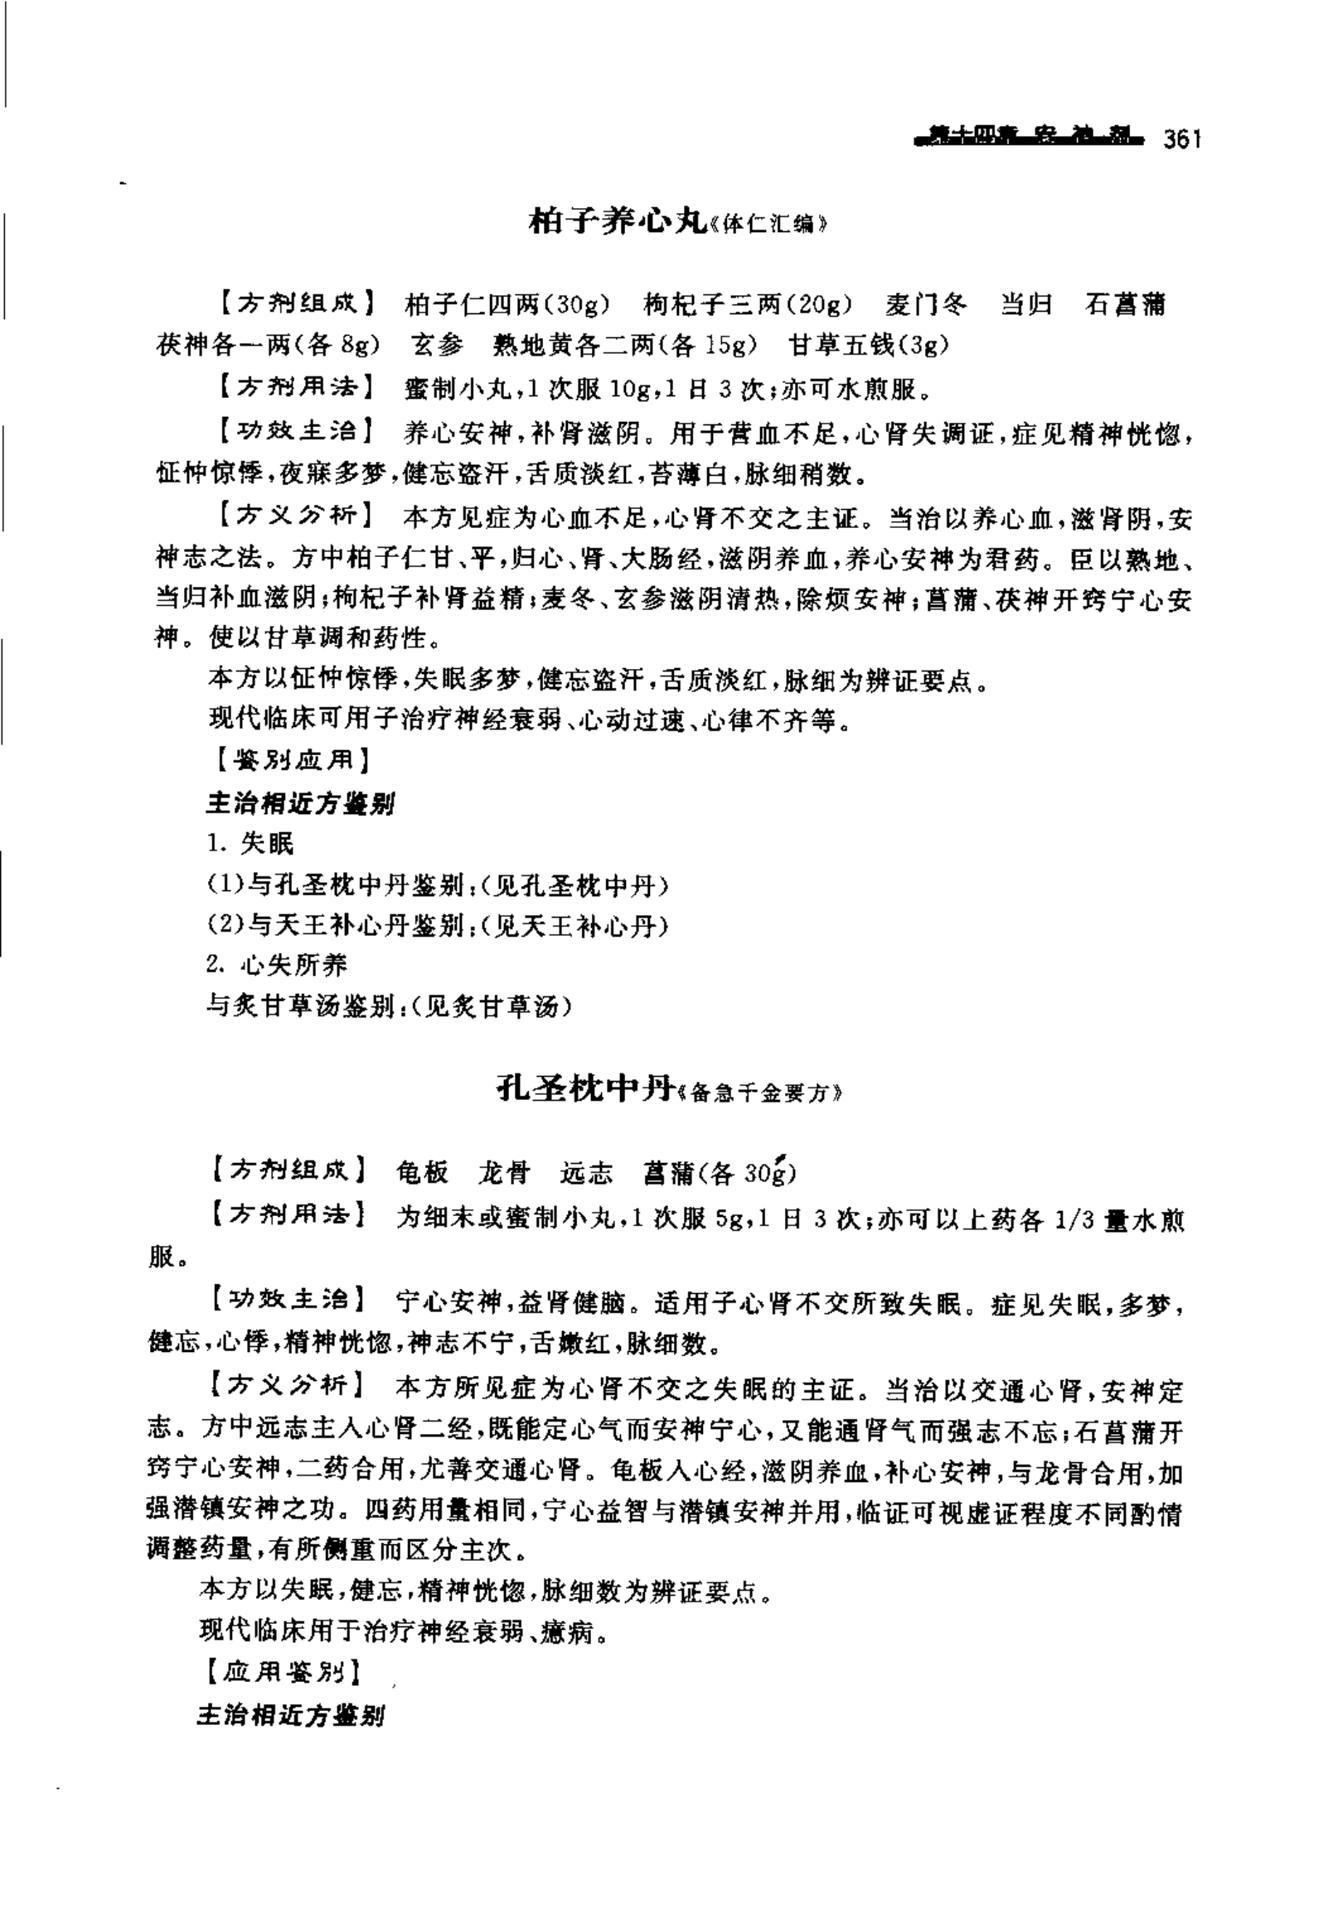 第十四章 安神剂 361
柏子养心丸《体仁汇编》
【方剂组成】 柏子仁四两(30g) 枸杞子三两(20g) 麦门冬 当归 石菖蒲
茯神各一两(各 8g) 玄参 熟地黄各二两(各 15g) 甘草五钱(3g)
【方剂用法】 蜜制小丸,1 次服 10g,1 日 3 次;亦可水煎服。
【功效主治】 养心安神,补肾滋阴。用于营血不足,心肾失调证,症见精神恍惚,
怔忡惊悸,夜寐多梦,健忘盗汗,舌质淡红,苔薄白,脉细稍数。
【方义分析】 本方见症为心血不足,心肾不交之主证。当治以养心血,滋肾阴,安
神志之法。方中柏子仁甘、平,归心、肾、大肠经,滋阴养血,养心安神为君药。臣以熟地、
当归补血滋阴;枸杞子补肾益精;麦冬、玄参滋阴清热,除烦安神;菖蒲、茯神开窍宁心安
神。使以甘草调和药性。
本方以怔忡惊悸,失眠多梦,健忘盗汗,舌质淡红,脉细为辨证要点。
现代临床可用子治疗神经衰弱、心动过速、心律不齐等。
【鉴别应用】
主治相近方鉴别
1. 失眠
(1)与孔圣枕中丹鉴别:(见孔圣枕中丹)
(2)与天王补心丹鉴别:(见天王补心丹)
2. 心失所养
与炙甘草汤鉴别:(见炙甘草汤)
孔圣枕中丹《备急千金要方》
【方剂组成】 龟板 龙骨 远志 菖蒲(各 30g)
【方剂用法】 为细末或蜜制小丸,1 次服 5g,1 日 3 次;亦可以上药各 1/3 量水煎
服。
【功效主治】 宁心安神,益肾健脑。适用子心肾不交所致失眠。症见失眠,多梦,
健忘,心悸,精神恍惚,神志不宁,舌嫩红,脉细数。
【方义分析】 本方所见症为心肾不交之失眠的主证。当治以交通心肾,安神定
志。方中远志主人心肾二经,既能定心气而安神宁心,又能通肾气而强志不忘;石菖蒲开
窍宁心安神,二药合用,尤善交通心肾。龟板人心经,滋阴养血,补心安神,与龙骨合用,加
强潜镇安神之功。四药用量相同,宁心益智与潜镇安神并用,临证可视虚证程度不同酌情
调整药量,有所侧重而区分主次。
本方以失眠,健忘,精神恍惚,脉细数为辨证要点。
现代临床用于治疗神经衰弱、癔病。
【应用鉴别】
主治相近方鉴别